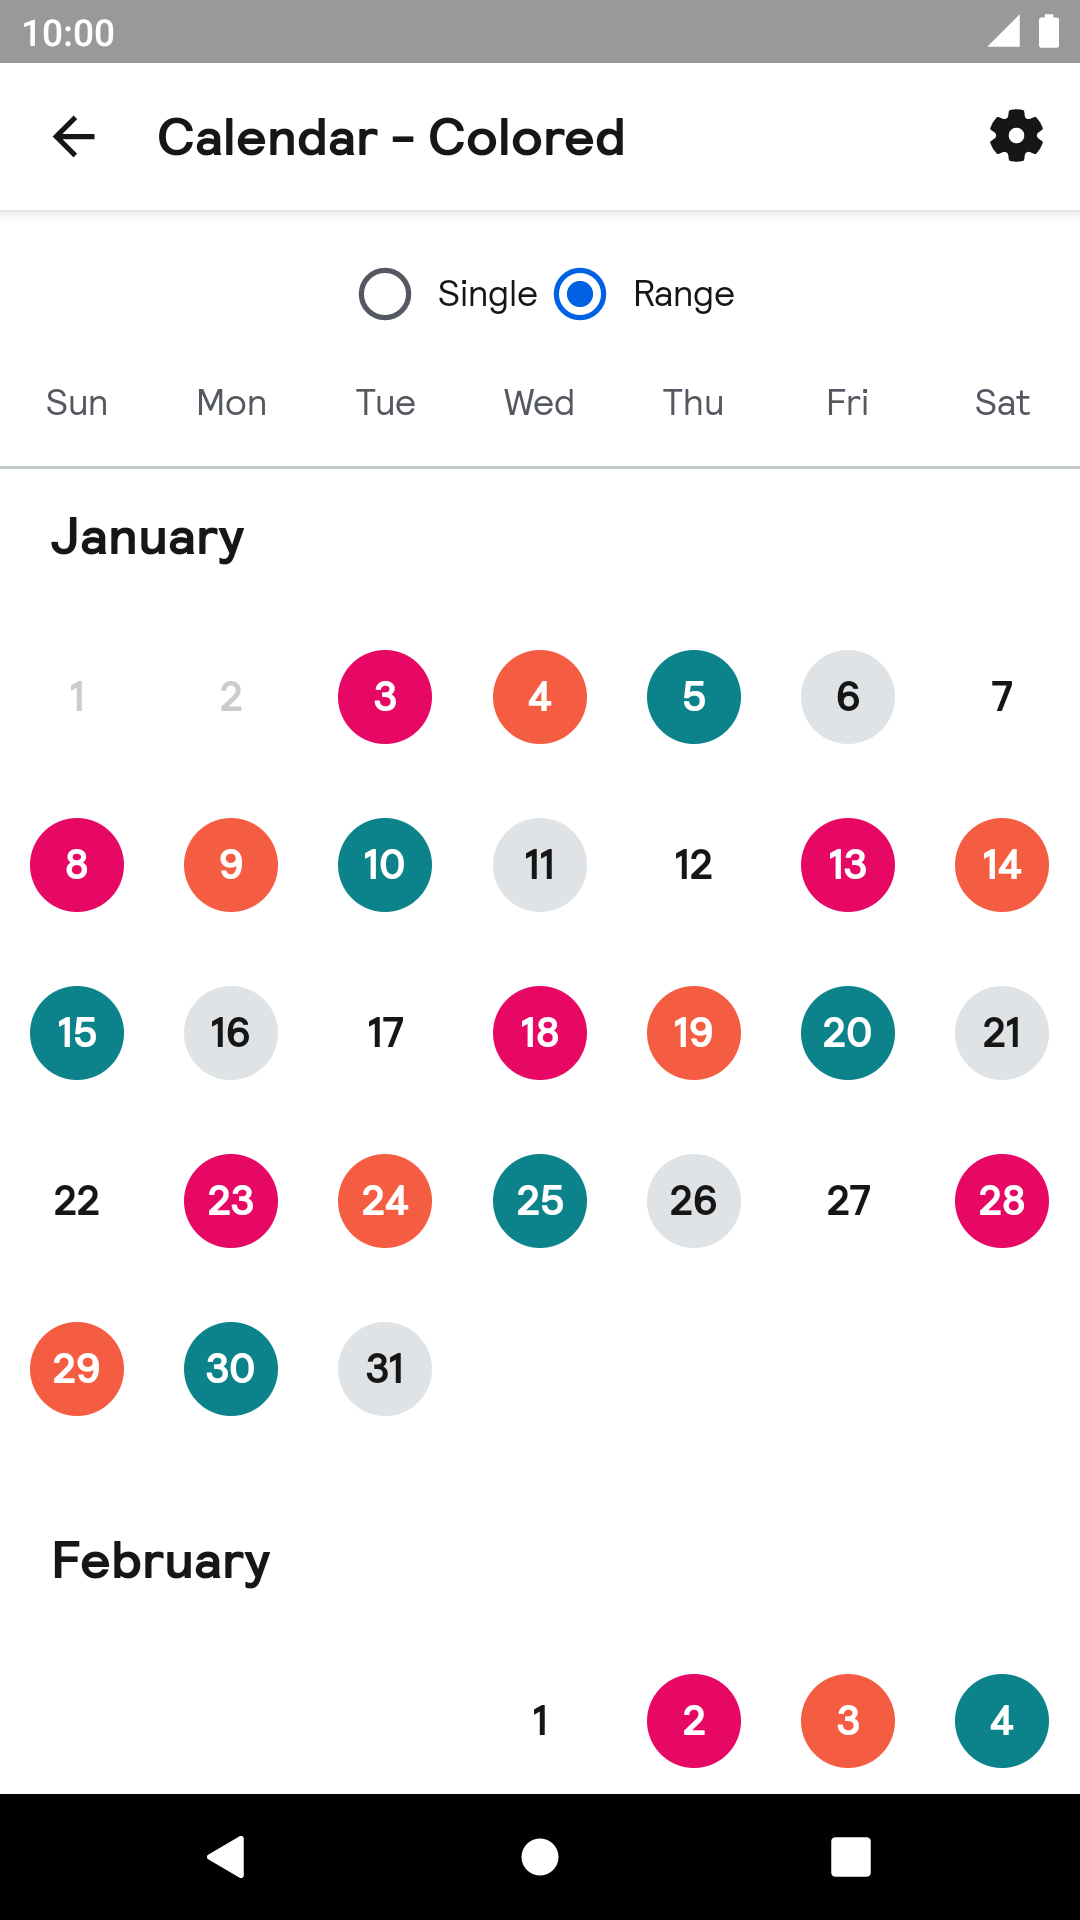 10:00
Calendar – Colored
Single Range
Sun Mon Tue Wed Thu Fri Sat
January
1 2 3 4 5 6 7
8 9 10 11 12 13 14
15 16 17 18 19 20 21
22 23 24 25 26 27 28
29 30 31
February
1 2 3 4